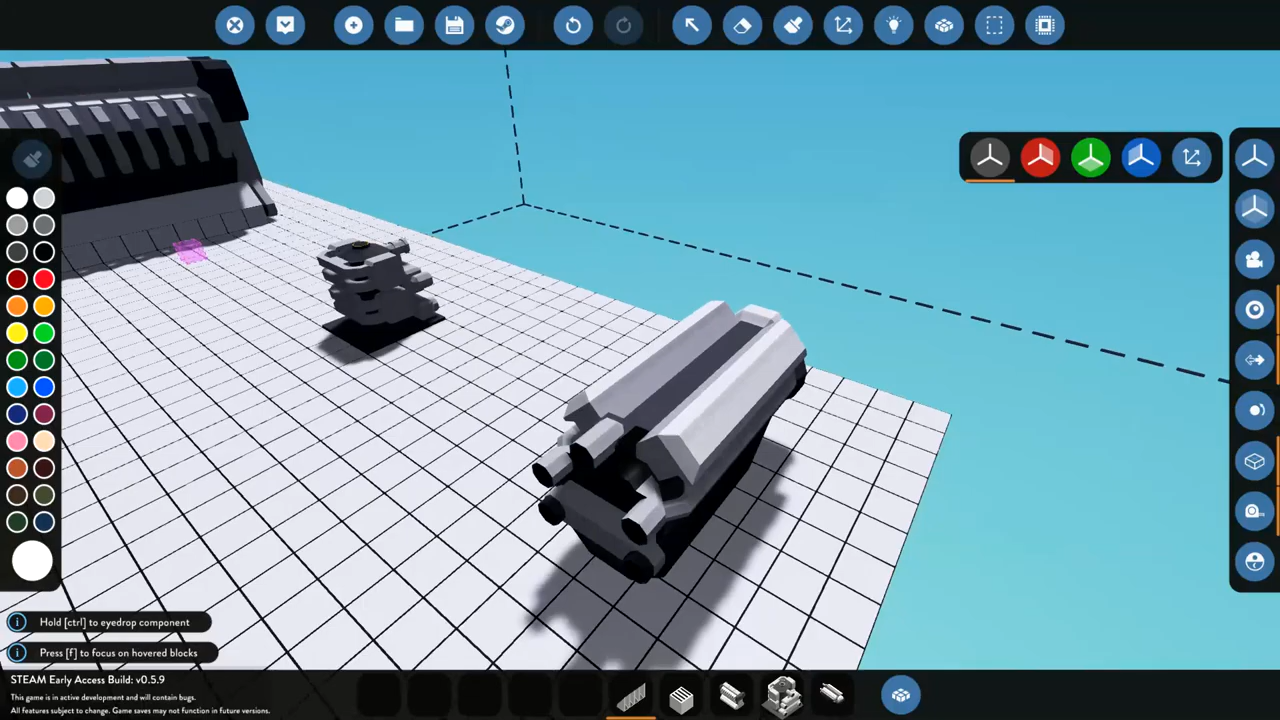 Hold [ctrl] to eyedrop component
Press [f] to focus on hovered blocks
STEAM Early Access Build: v0.5.9
This game is in active development and will contain bugs.
All features subject to change. Game saves may not function in future versions.